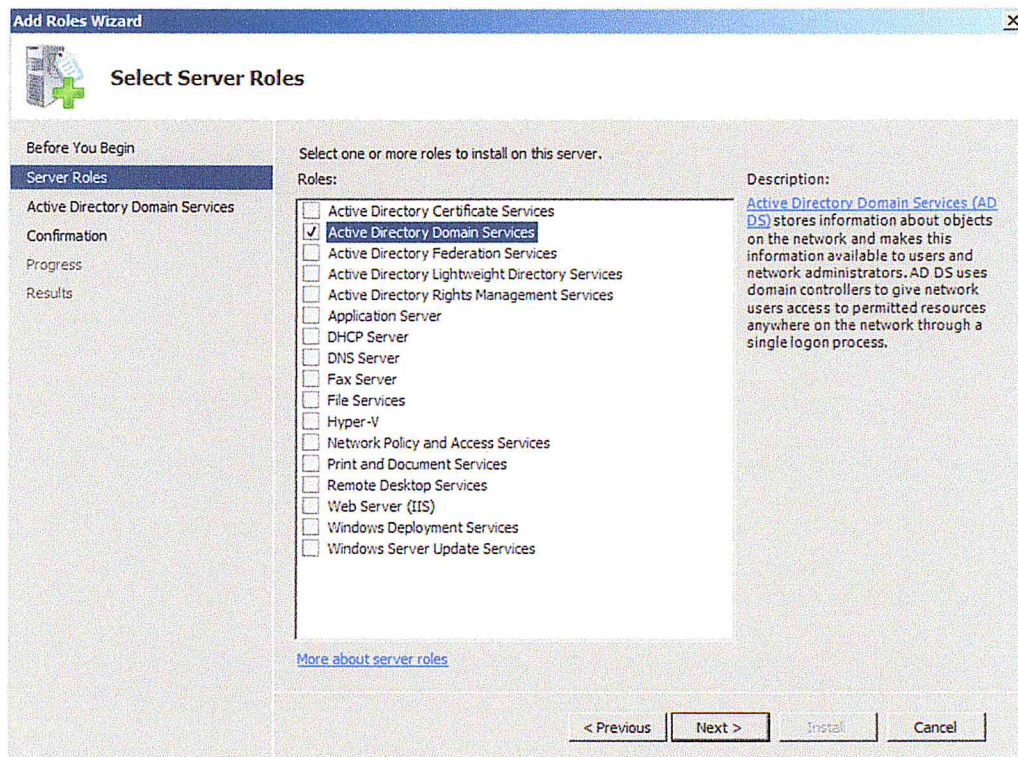 Add Roles Wizard
Select Server Roles
Before You Begin
Server Roles
Active Directory Domain Services
Confirmation
Progress
Results
Select one or more roles to install on this server.
Roles:
Active Directory Certificate Services
Active Directory Domain Services
Active Directory Federation Services
Active Directory Lightweight Directory Services
Active Directory Rights Management Services
Application Server
DHCP Server
DNS Server
Fax Server
File Services
Hyper-V
Network Policy and Access Services
Print and Document Services
Remote Desktop Services
Web Server (IIS)
Windows Deployment Services
Windows Server Update Services
More about server roles
Description:
Active Directory Domain Services (AD
DS) stores information about objects
on the network and makes this
information available to users and
network administrators. AD DS uses
domain controllers to give network
users access to permitted resources
anywhere on the network through a
single logon process.
< Previous
Next >
Install
Cancel